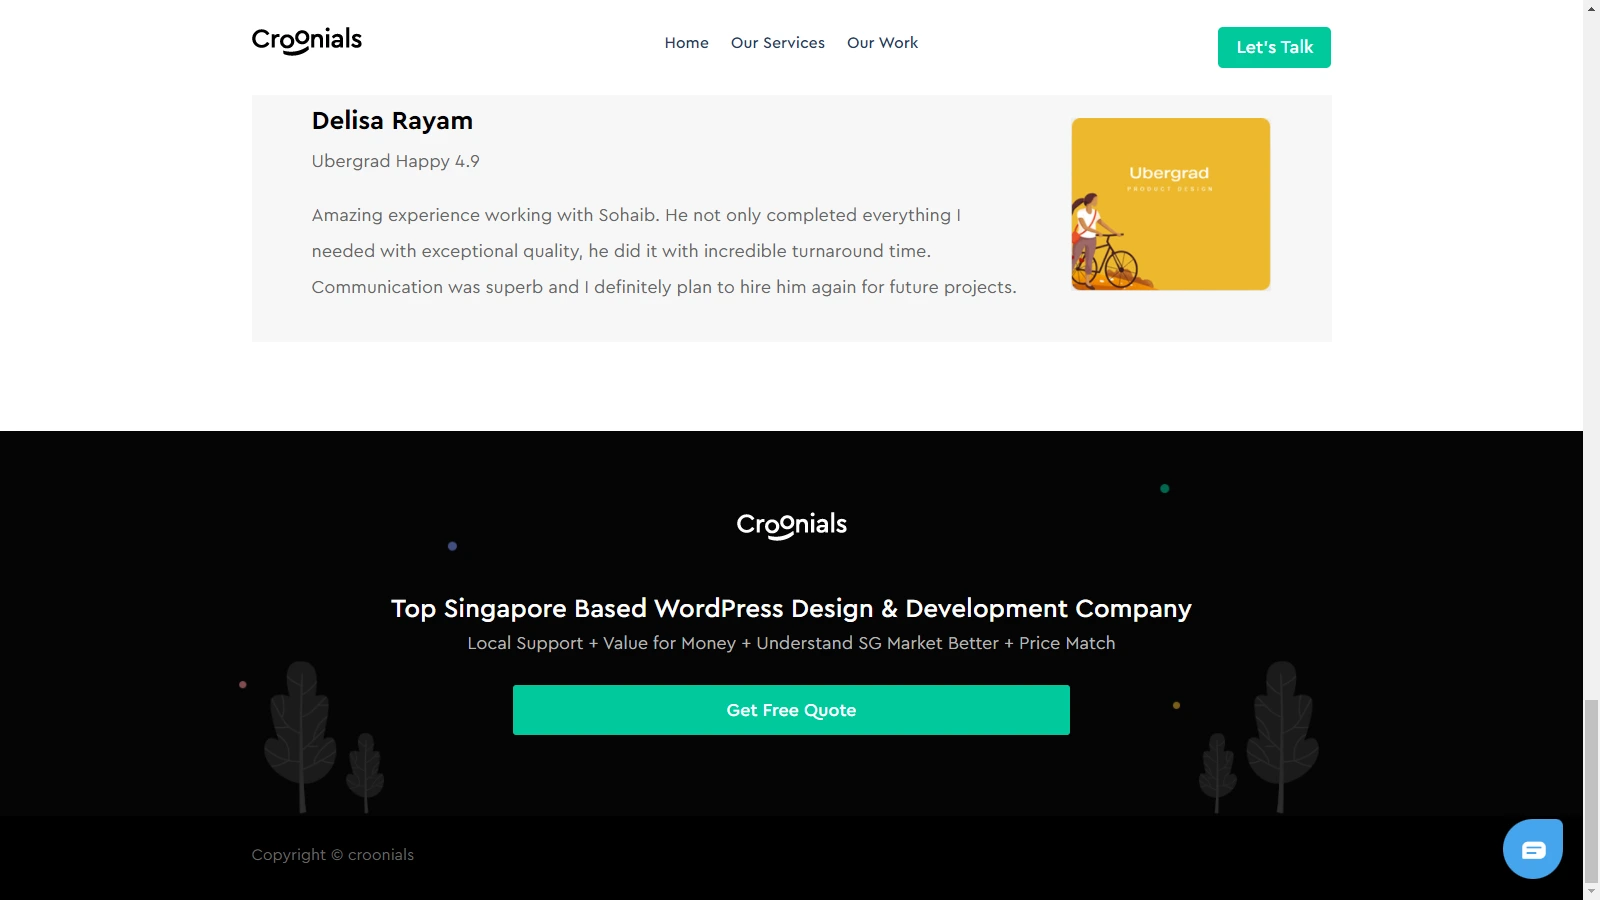 Croonials
Home
Our Services
Our Work
Let's Talk
Delisa Rayam
Ubergrad Happy 4.9
Amazing experience working with Sohaib. He not only completed everything I
needed with exceptional quality, he did it with incredible turnaround time.
Communication was superb and I definitely plan to hire him again for future projects.
Ubergrad
PRODUCT DESIGN
Croonials
Top Singapore Based WordPress Design & Development Company
Local Support + Value for Money + Understand SG Market Better + Price Match
Get Free Quote
Copyright © croonials